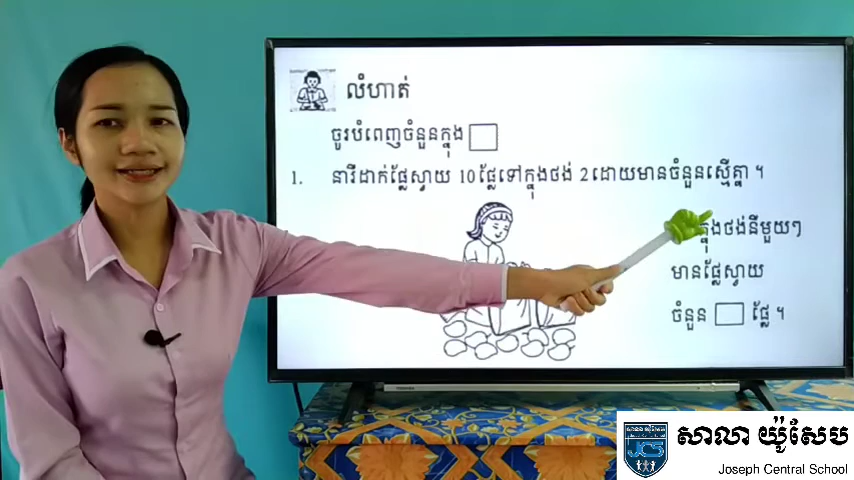 លំហាត់
ចូរបំពេញចំនួនក្នុង
1. នារីដាក់ផ្លែស្វាយ 10 ផ្លែទៅក្នុងថង់ 2 ដោយមានចំនួនស្មើគ្នា ។
ក្នុងថង់នីមួយៗ
មានផ្លែស្វាយ
ចំនួន ផ្លែ ។
TOSHIBA
JCS
សាលា យ៉ូសែប
Joseph Central School